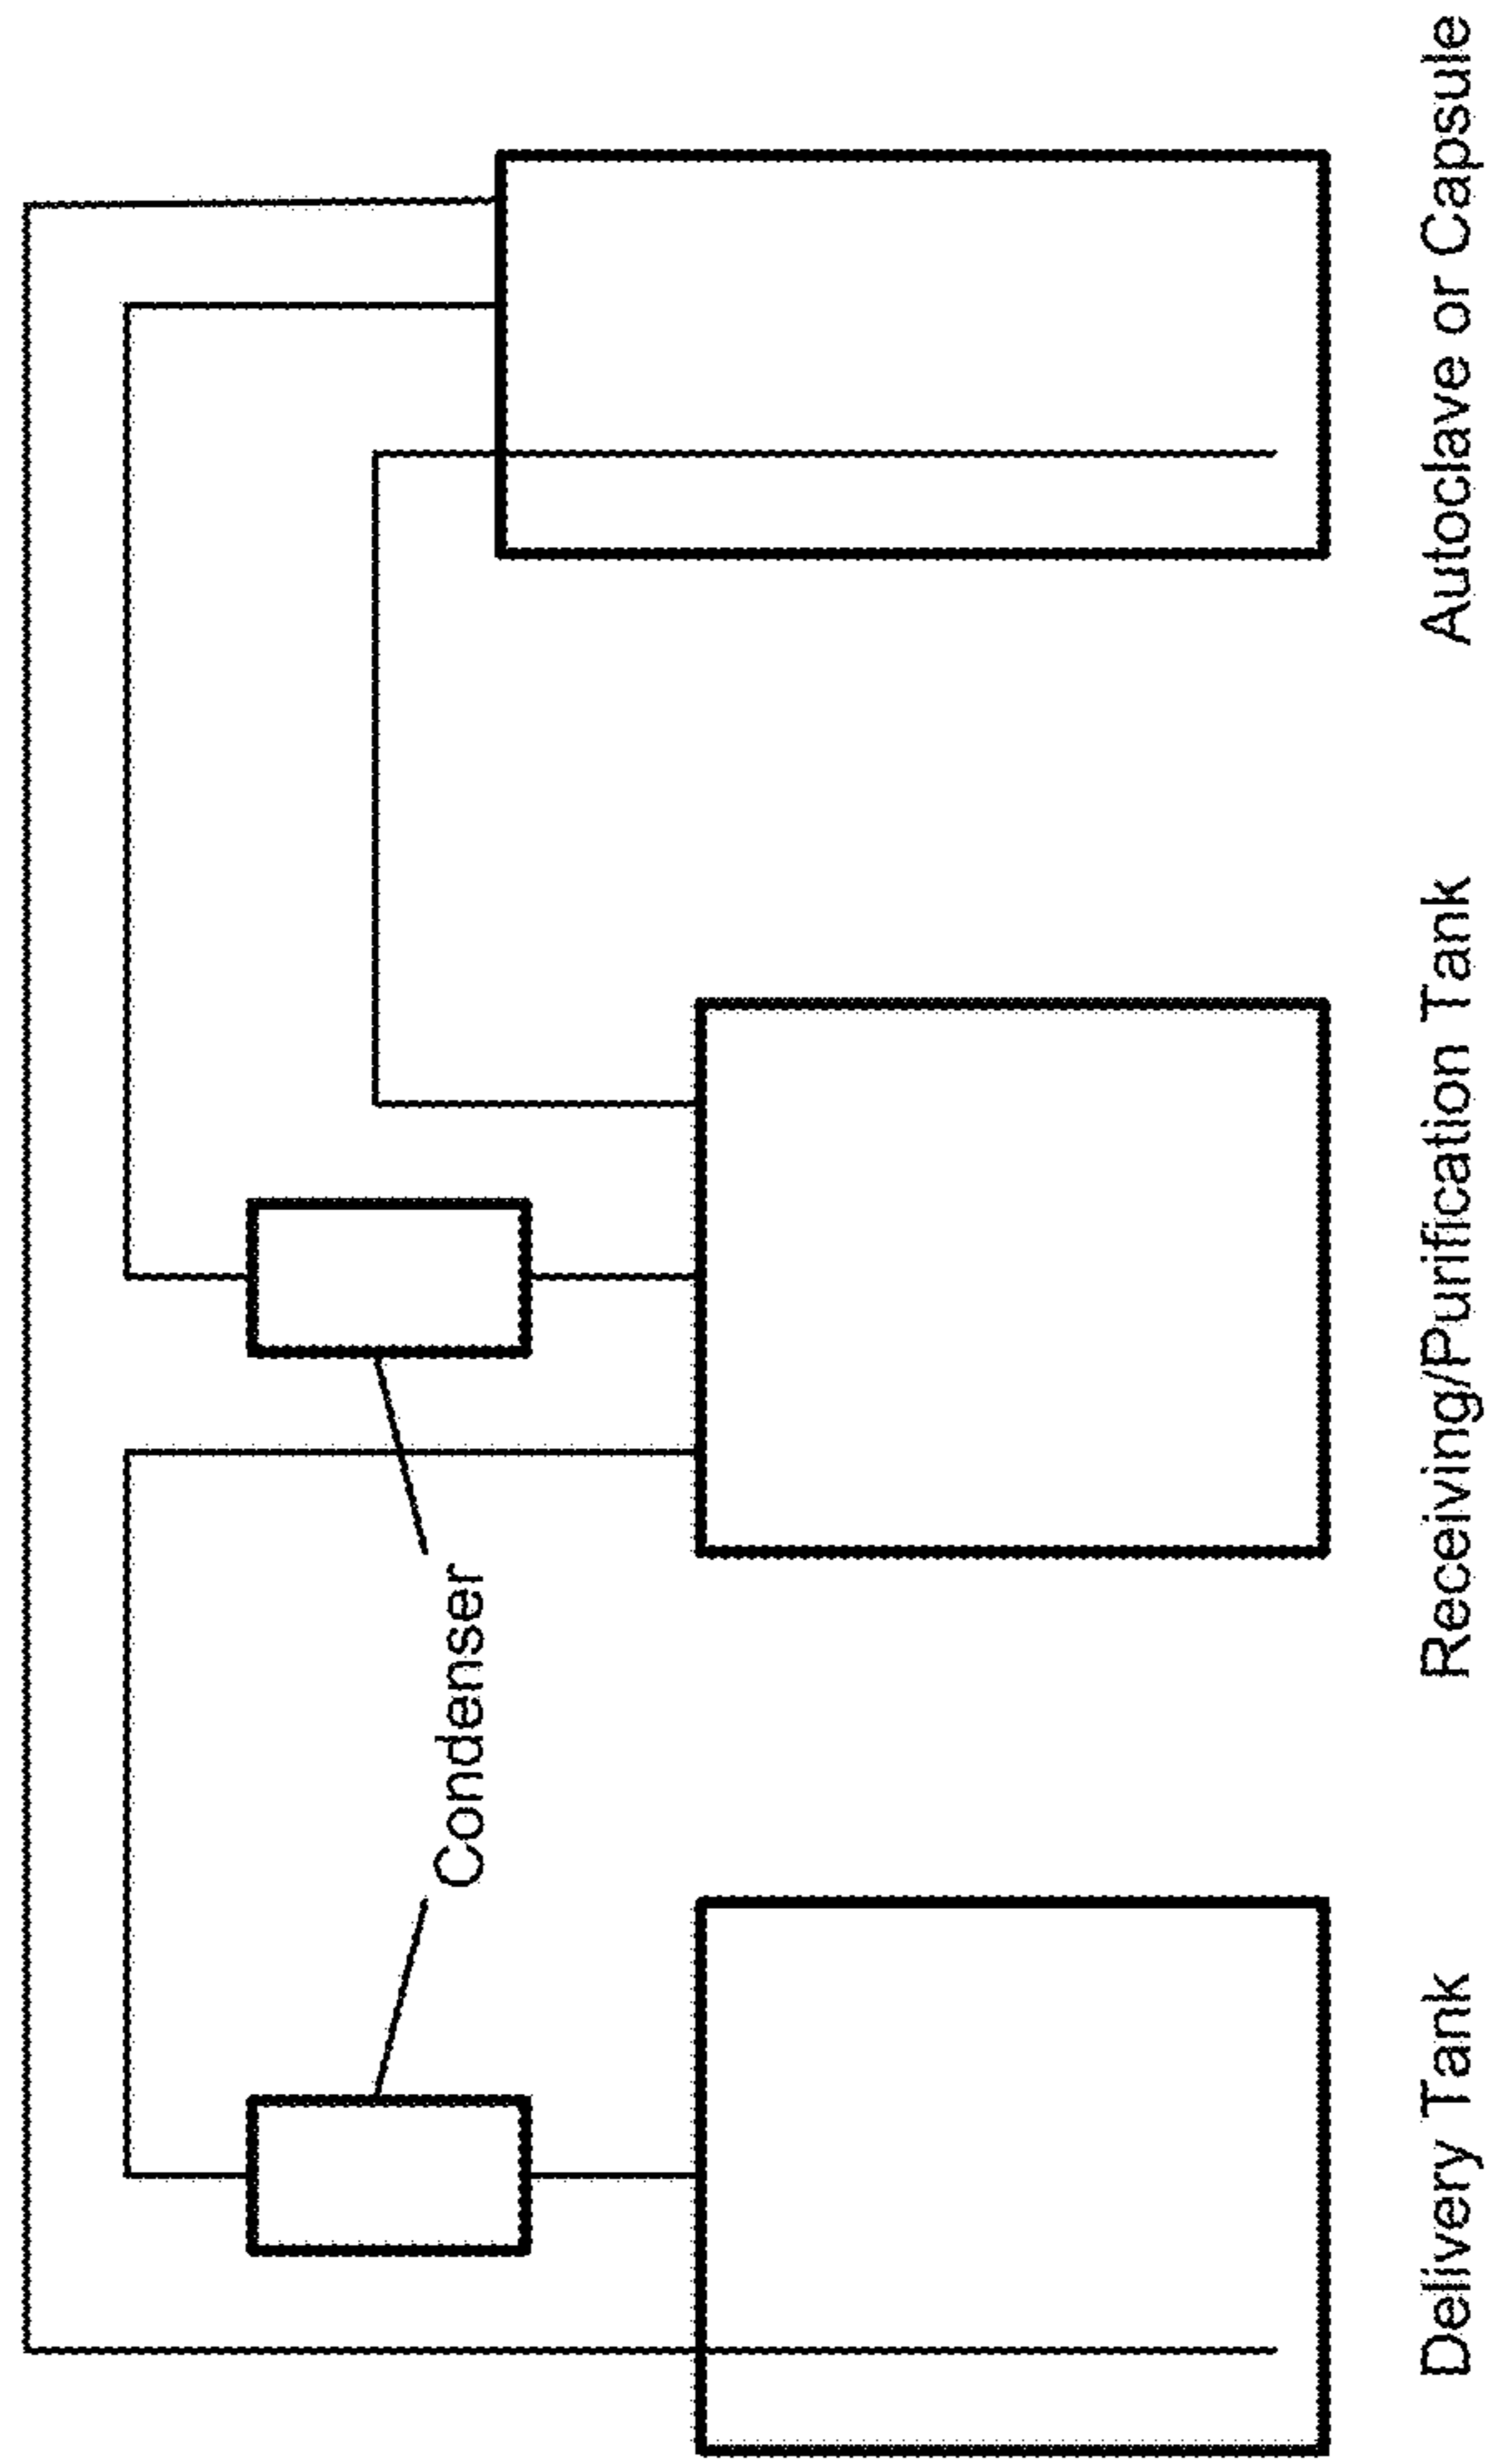 Condenser
Delivery Tank
Receiving/Purification Tank
Autoclave or Capsule